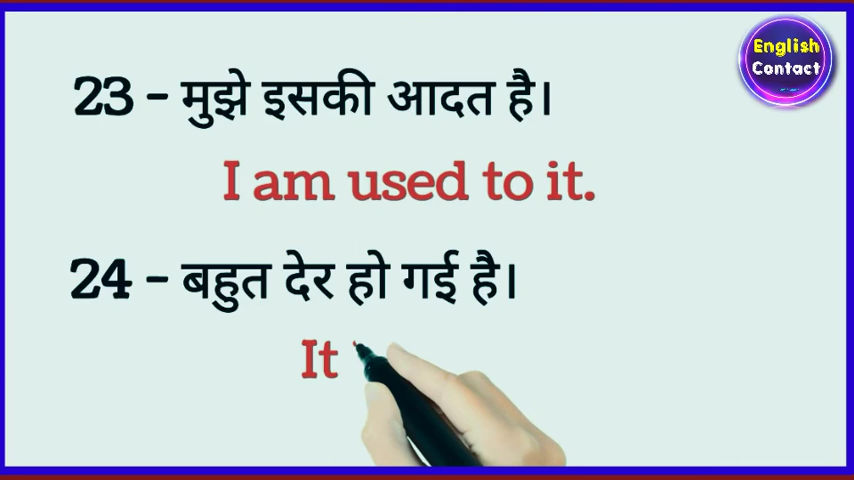 English
Contact
23 - मुझे इसकी आदत है।
I am used to it.
24 - बहुत देर हो गई है।
It